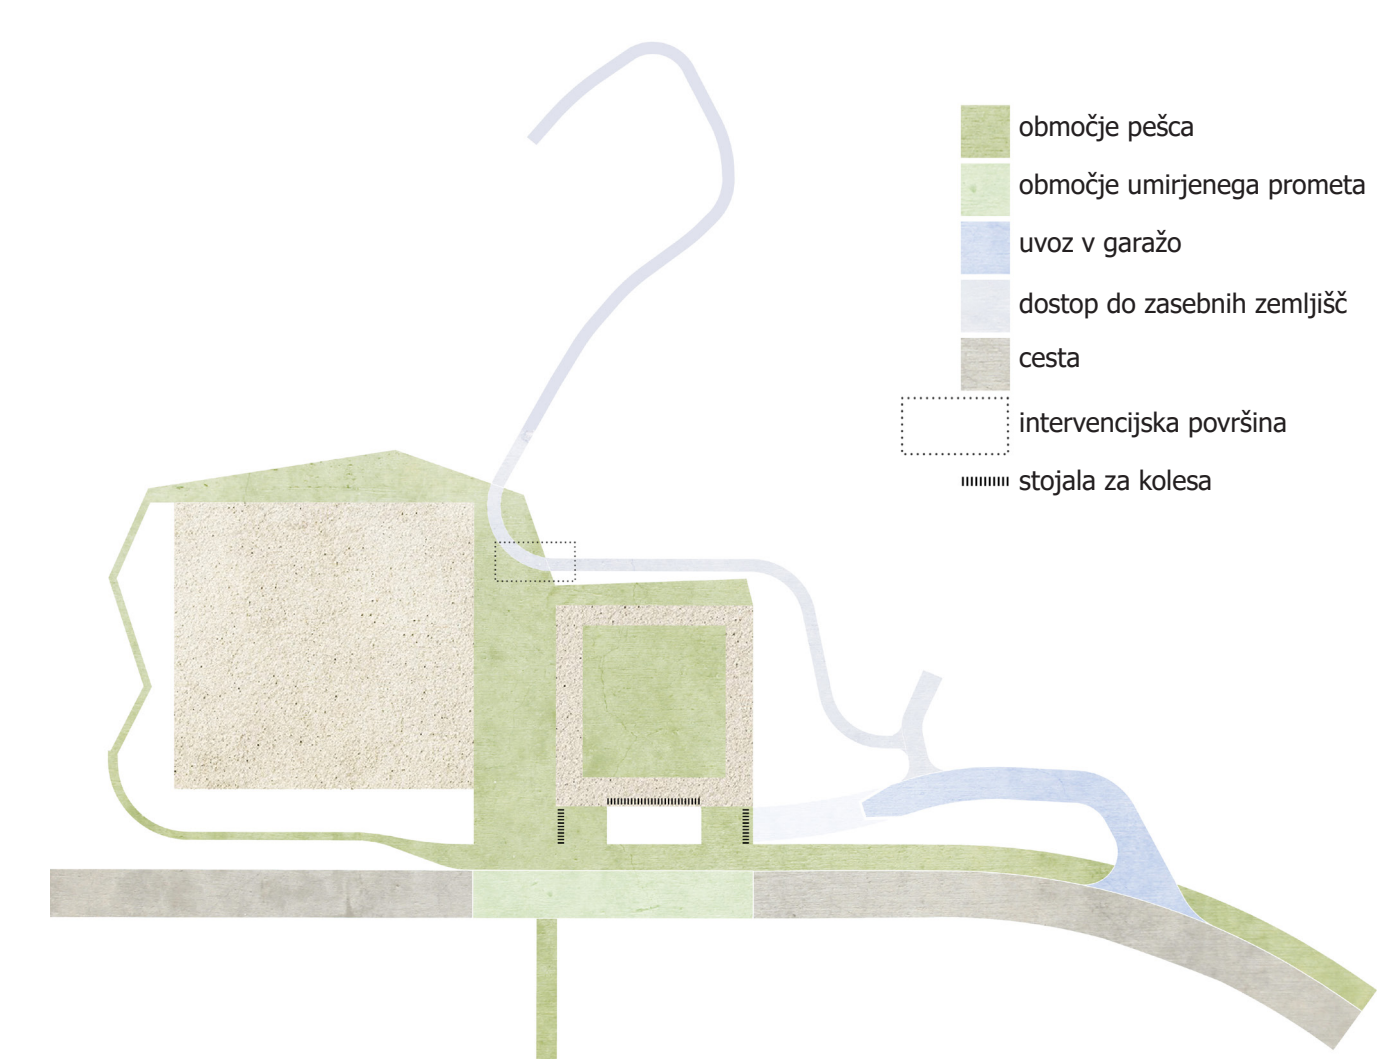 območje pešca
območje umirjenega prometa
uvoz v garažo
dostop do zasebnih zemljišč
cesta
intervencijska površina
stojala za kolesa